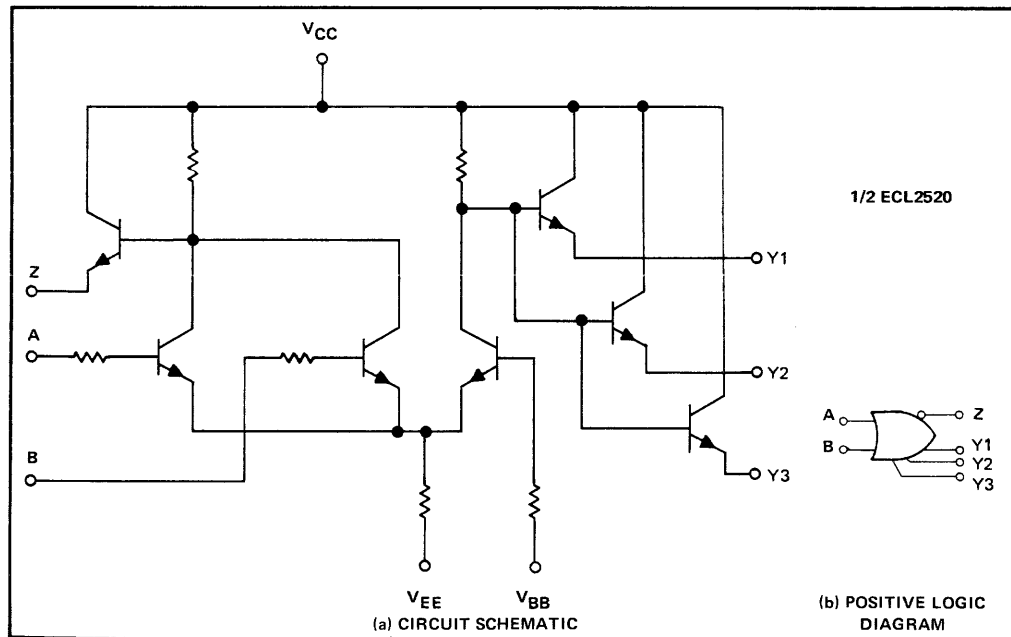 VCC
1/2 ECL2520
Y1
Z
A
Y2
A
Z
B
Y1
Y2
Y3
B
Y3
VEE
VBB
(a) CIRCUIT SCHEMATIC
(b) POSITIVE LOGIC
DIAGRAM